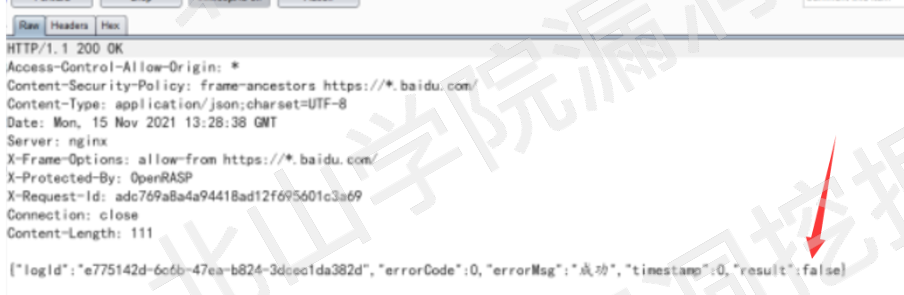 Raw Headers Hex
HTTP/1.1 200 OK
Access-Control-Allow-Origin: *
Content-Security-Policy: frame-ancestors https://*.baidu.com/
Content-Type: application/json;charset=UTF-8
Date: Mon, 15 Nov 2021 13:28:38 GMT
Server: nginx
X-Frame-Options: allow-from https://*.baidu.com/
X-Protected-By: OpenRASP
X-Request-Id: adc769a8a4a94418ad12f695601c3a69
Connection: close
Content-Length: 111
{"logId":"e775142d-6c6b-47ea-b824-3dccc1da382d","errorCode":0,"errorMsg":"成功","timestamp":0,"result":false}
北山学院漏洞挖掘